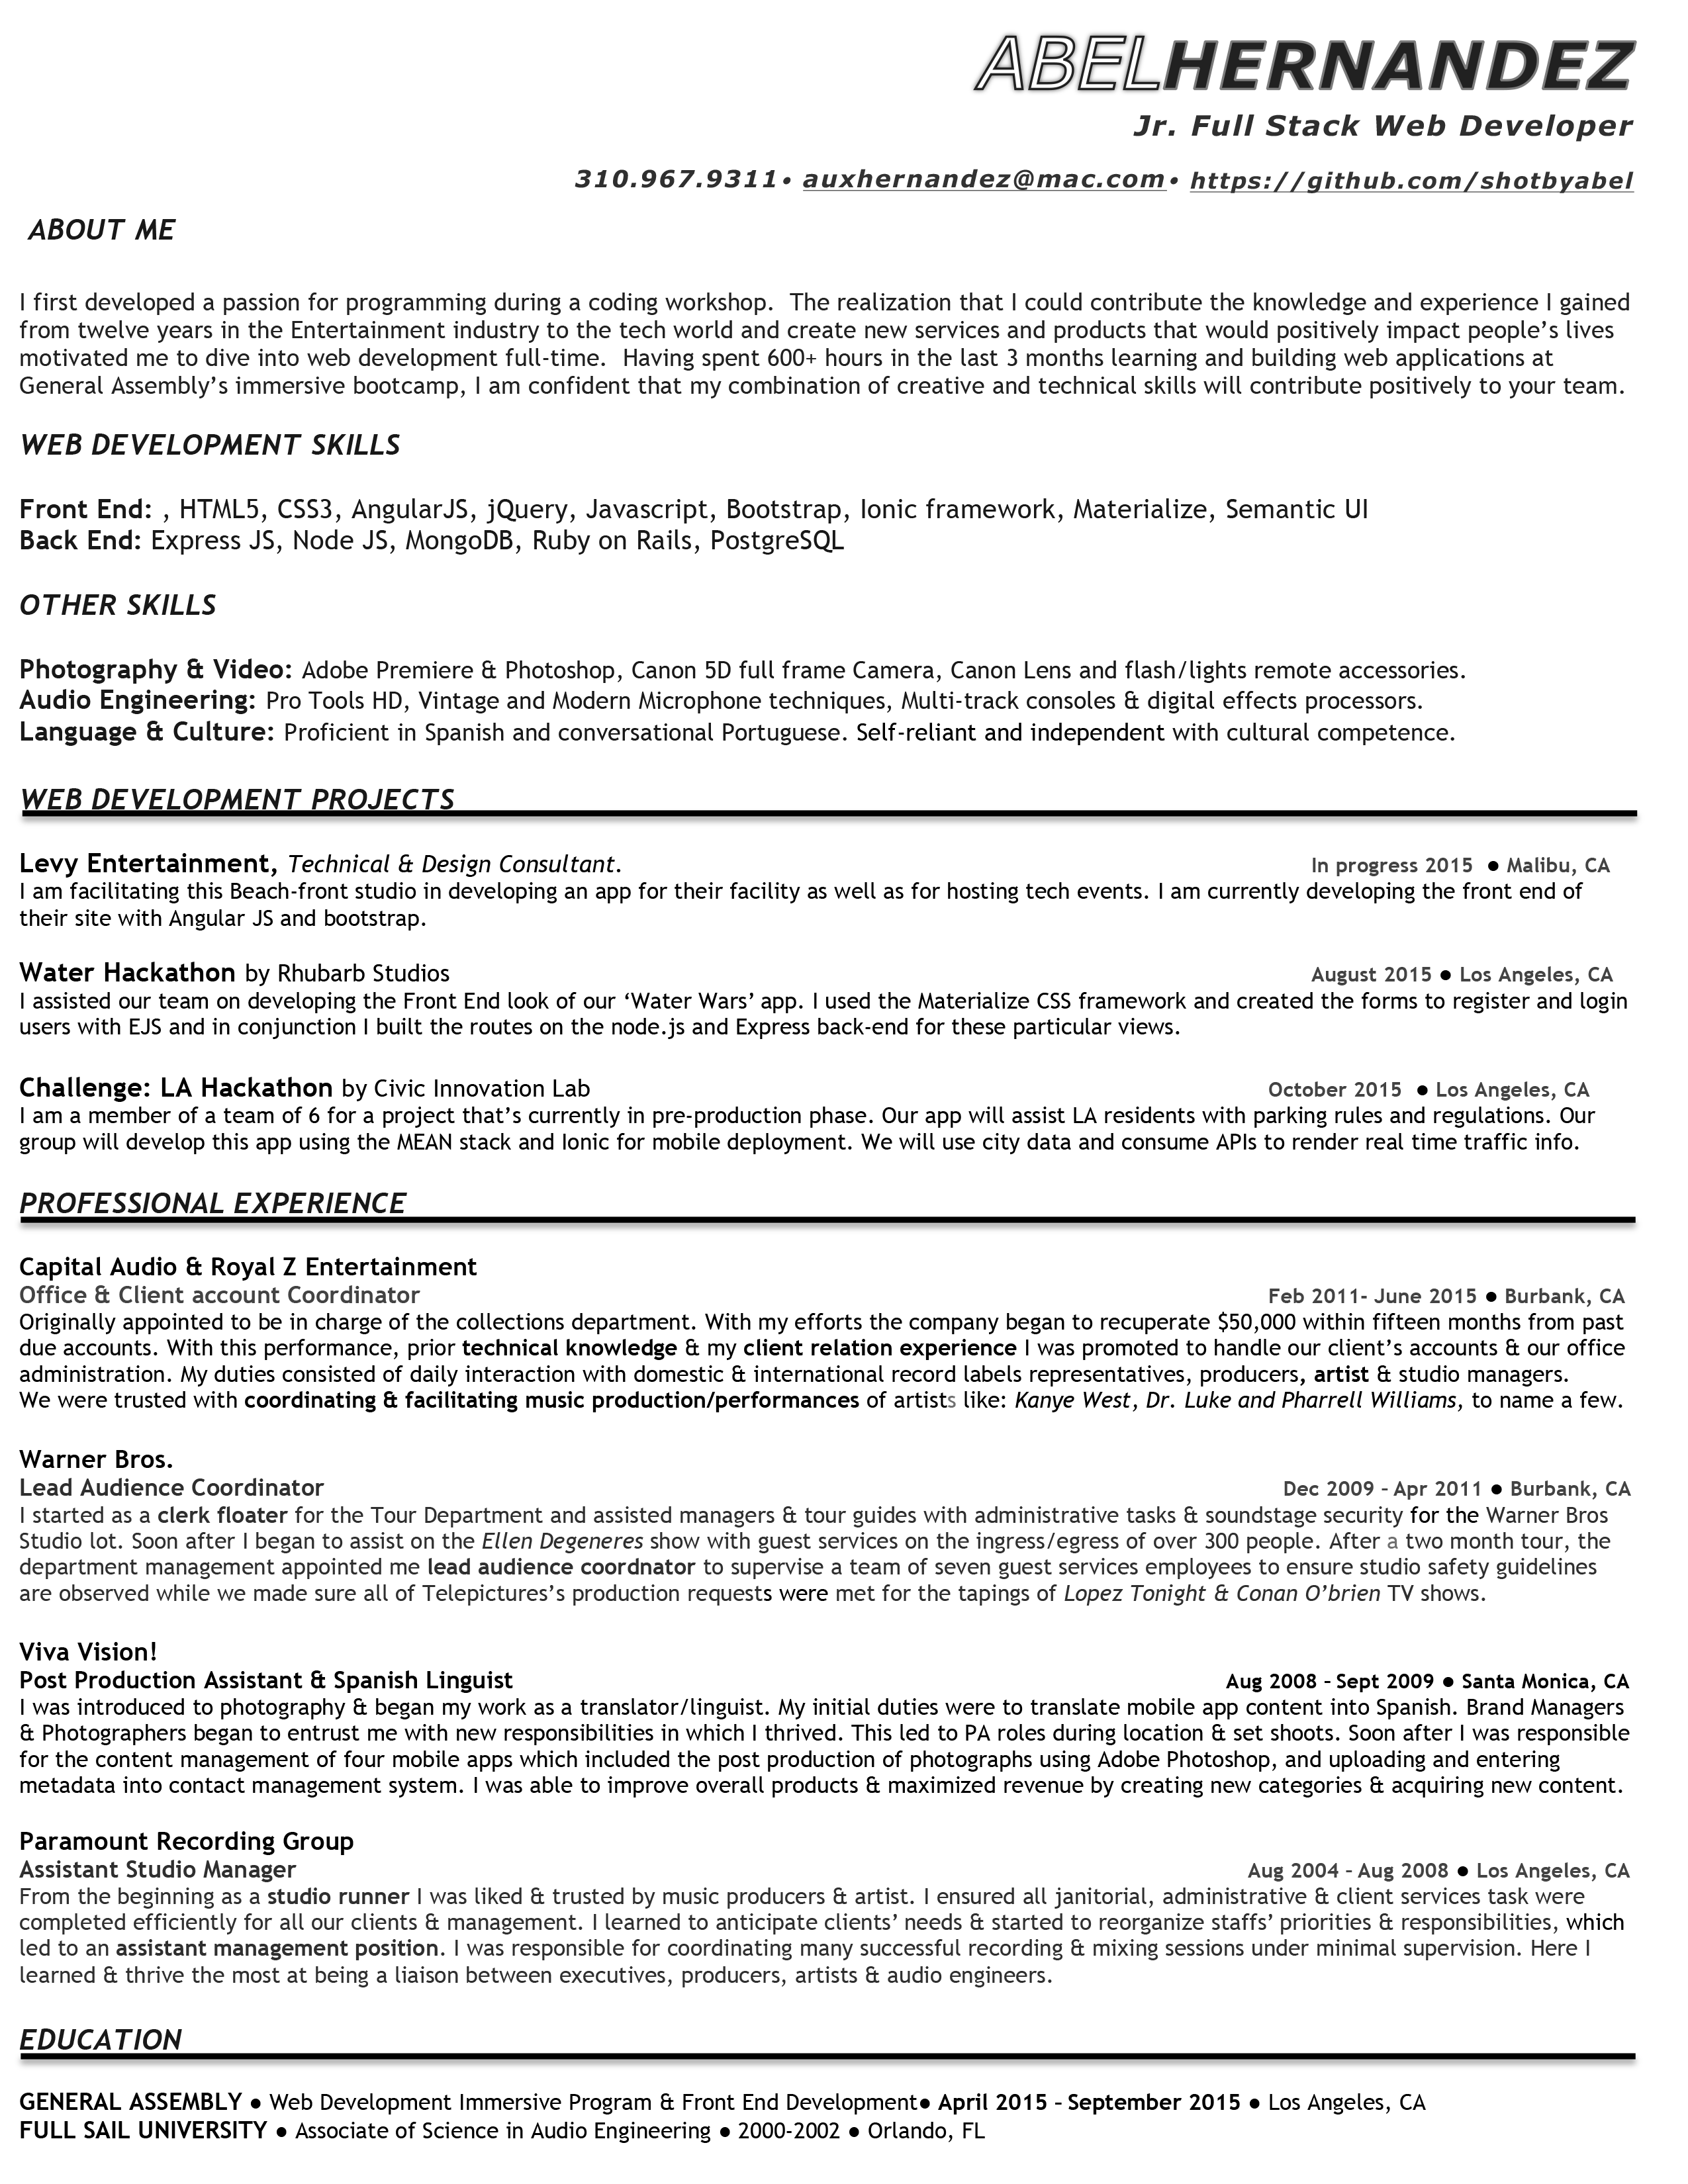 ABELHERNANDEZ
Jr. Full Stack Web Developer
310.967.9311• auxhernandez@mac.com• https://github.com/shotbyabel
ABOUT ME
I first developed a passion for programming during a coding workshop.  The realization that I could contribute the knowledge and experience I gained
from twelve years in the Entertainment industry to the tech world and create new services and products that would positively impact people’s lives
motivated me to dive into web development full-time.  Having spent 600+ hours in the last 3 months learning and building web applications at
General Assembly’s immersive bootcamp, I am confident that my combination of creative and technical skills will contribute positively to your team.
WEB DEVELOPMENT SKILLS
Front End: , HTML5, CSS3, AngularJS, jQuery, Javascript, Bootstrap, Ionic framework, Materialize, Semantic UI
Back End: Express JS, Node JS, MongoDB, Ruby on Rails, PostgreSQL
OTHER SKILLS
Photography & Video: Adobe Premiere & Photoshop, Canon 5D full frame Camera, Canon Lens and flash/lights remote accessories.
Audio Engineering: Pro Tools HD, Vintage and Modern Microphone techniques, Multi-track consoles & digital effects processors.
Language & Culture: Proficient in Spanish and conversational Portuguese. Self-reliant and independent with cultural competence.
WEB DEVELOPMENT PROJECTS
Levy Entertainment, Technical & Design Consultant. In progress 2015 ● Malibu, CA
I am facilitating this Beach-front studio in developing an app for their facility as well as for hosting tech events. I am currently developing the front end of
their site with Angular JS and bootstrap.
Water Hackathon by Rhubarb Studios August 2015 ● Los Angeles, CA
I assisted our team on developing the Front End look of our ‘Water Wars’ app. I used the Materialize CSS framework and created the forms to register and login
users with EJS and in conjunction I built the routes on the node.js and Express back-end for these particular views.
Challenge: LA Hackathon by Civic Innovation Lab October 2015 ● Los Angeles, CA
I am a member of a team of 6 for a project that’s currently in pre-production phase. Our app will assist LA residents with parking rules and regulations. Our
group will develop this app using the MEAN stack and Ionic for mobile deployment. We will use city data and consume APIs to render real time traffic info.
PROFESSIONAL EXPERIENCE
Capital Audio & Royal Z Entertainment
Office & Client account Coordinator Feb 2011- June 2015 ● Burbank, CA
Originally appointed to be in charge of the collections department. With my efforts the company began to recuperate $50,000 within fifteen months from past
due accounts. With this performance, prior technical knowledge & my client relation experience I was promoted to handle our client’s accounts & our office
administration. My duties consisted of daily interaction with domestic & international record labels representatives, producers, artist & studio managers.
We were trusted with coordinating & facilitating music production/performances of artists like: Kanye West, Dr. Luke and Pharrell Williams, to name a few.
Warner Bros.
Lead Audience Coordinator Dec 2009 – Apr 2011 ● Burbank, CA
I started as a clerk floater for the Tour Department and assisted managers & tour guides with administrative tasks & soundstage security for the Warner Bros
Studio lot. Soon after I began to assist on the Ellen Degeneres show with guest services on the ingress/egress of over 300 people. After a two month tour, the
department management appointed me lead audience coordnator to supervise a team of seven guest services employees to ensure studio safety guidelines
are observed while we made sure all of Telepictures’s production requests were met for the tapings of Lopez Tonight & Conan O’brien TV shows.
Viva Vision!
Post Production Assistant & Spanish Linguist Aug 2008 – Sept 2009 ● Santa Monica, CA
I was introduced to photography & began my work as a translator/linguist. My initial duties were to translate mobile app content into Spanish. Brand Managers
& Photographers began to entrust me with new responsibilities in which I thrived. This led to PA roles during location & set shoots. Soon after I was responsible
for the content management of four mobile apps which included the post production of photographs using Adobe Photoshop, and uploading and entering
metadata into contact management system. I was able to improve overall products & maximized revenue by creating new categories & acquiring new content.
Paramount Recording Group
Assistant Studio Manager Aug 2004 – Aug 2008 ● Los Angeles, CA
From the beginning as a studio runner I was liked & trusted by music producers & artist. I ensured all janitorial, administrative & client services task were
completed efficiently for all our clients & management. I learned to anticipate clients’ needs & started to reorganize staffs’ priorities & responsibilities, which
led to an assistant management position. I was responsible for coordinating many successful recording & mixing sessions under minimal supervision. Here I
learned & thrive the most at being a liaison between executives, producers, artists & audio engineers.
EDUCATION
GENERAL ASSEMBLY ● Web Development Immersive Program & Front End Development● April 2015 – September 2015 ● Los Angeles, CA
FULL SAIL UNIVERSITY ● Associate of Science in Audio Engineering ● 2000-2002 ● Orlando, FL